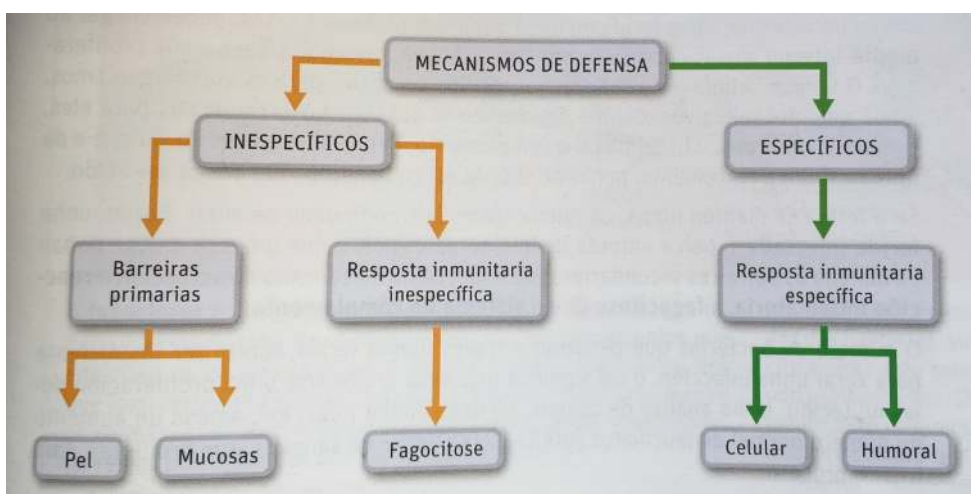 MECANISMOS DE DEFENSA
INESPECÍFICOS
ESPECÍFICOS
Barreiras
primarias
Resposta inmunitaria
inespecífica
Resposta inmunitaria
específica
Pel
Mucosas
Fagocitose
Celular
Humoral